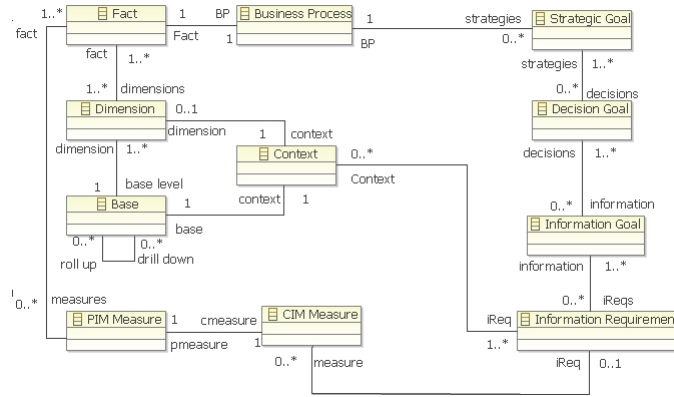 1..*
Fact
1
BP
Business Process
1
strategies
Strategic Goal
fact
Fact
1
BP
0..*
fact
1..*
strategies
1..*
1..*
dimensions
0..*
decisions
Dimension
0..1
Decision Goal
dimension
1
context
dimension
1..*
Context
0..*
decisions
1..*
1
base level
context
1
Context
Base
1
0..*
information
base
Information Goal
0..*
0..*
roll up
drill down
information
1..*
0..*
measures
0..*
iReqs
PIM Measure
1
cmeasure
CIM Measure
iReq
Information Requiremen
pmeasure
1
1..*
0..*
measure
iReq
0..1